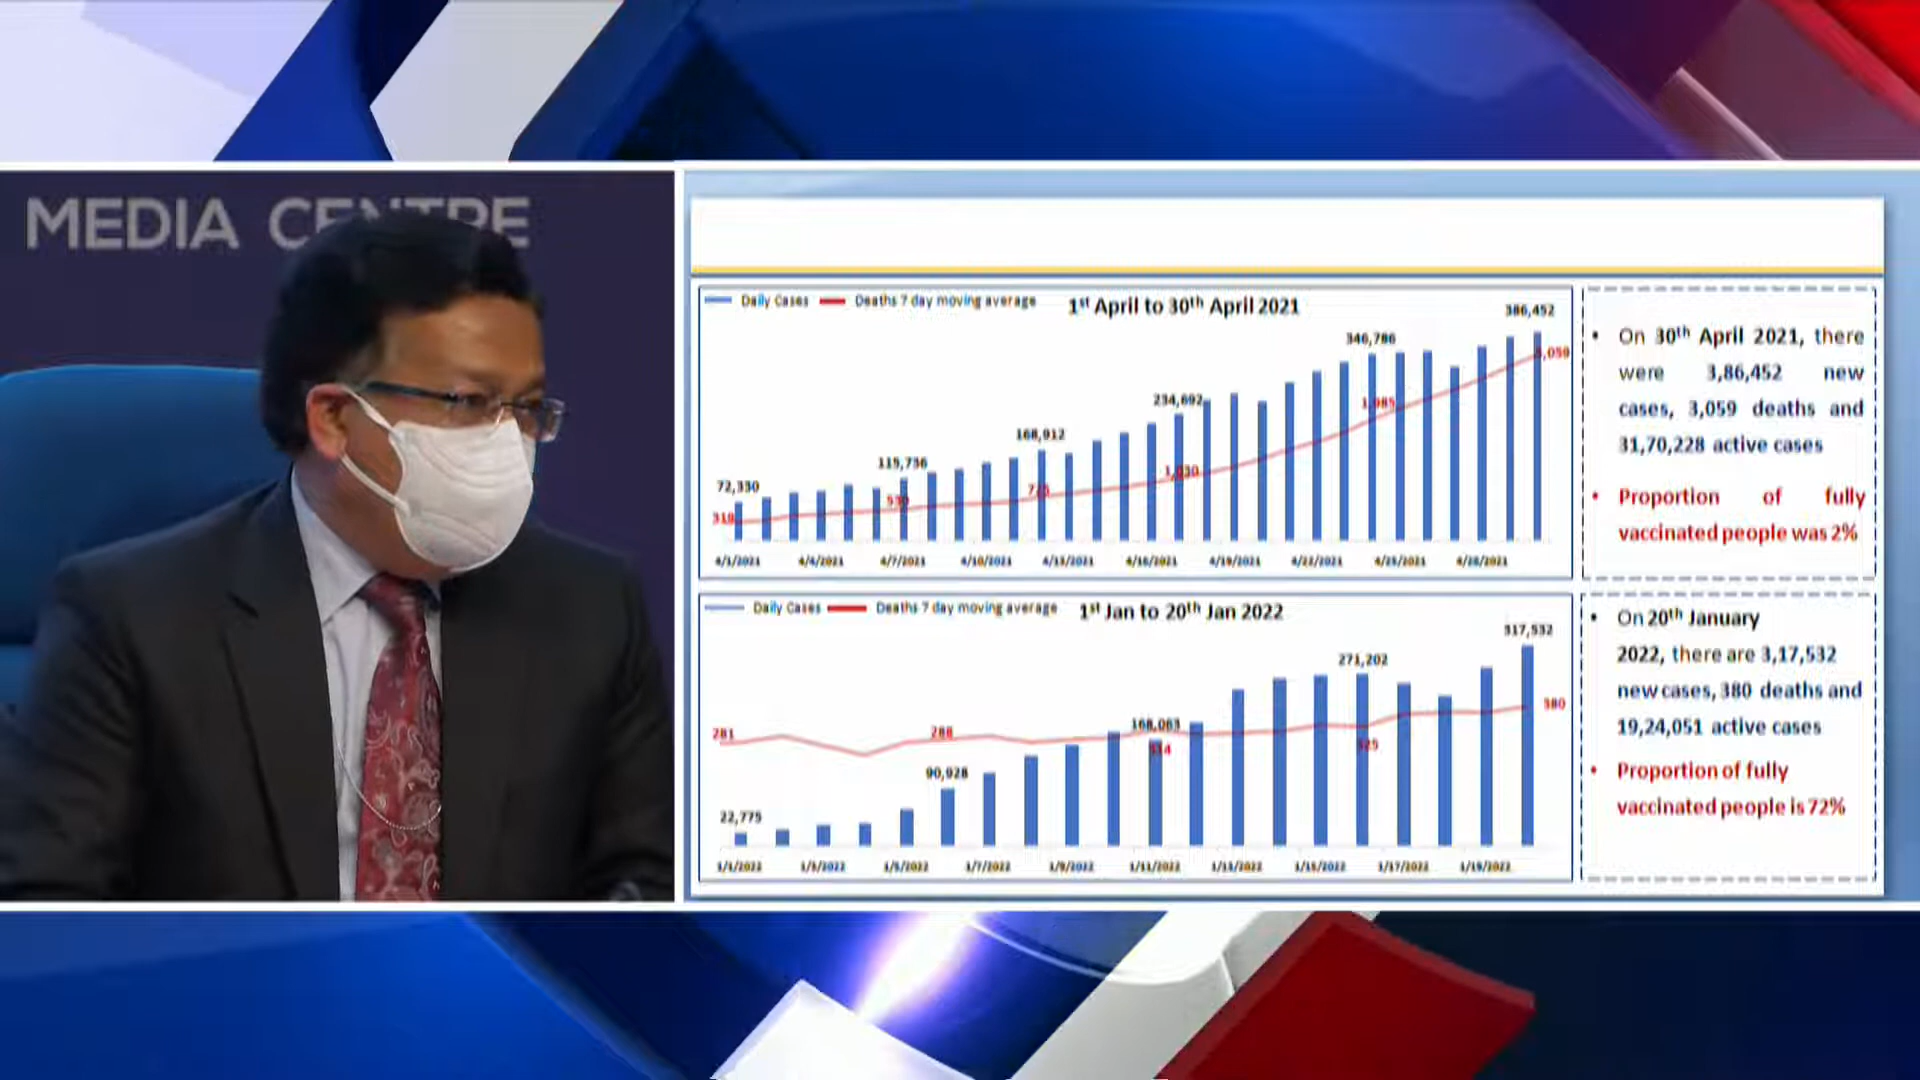 MEDIA CENTRE
Daily Cases Deaths 7 day moving average 1st April to 30th April 2021
386,452
346,786
3,059
1,985
234,692
168,912
1,030
115,736
72,330
319
4/1/2021 4/4/2021 4/7/2021 4/10/2021 4/13/2021 4/16/2021 4/19/2021 4/22/2021 4/25/2021 4/28/2021
• On 30th April 2021, there
were 3,86,452 new
cases, 3,059 deaths and
31,70,228 active cases
• Proportion of fully
vaccinated people was 2%
Daily Cases Deaths 7 day moving average 1st Jan to 20th Jan 2022
317,532
271,202
380
281
288
168,063
314
325
90,928
22,775
1/1/2022 1/3/2022 1/5/2022 1/7/2022 1/9/2022 1/11/2022 1/13/2022 1/15/2022 1/17/2022 1/19/2022
• On 20th January
2022, there are 3,17,532
new cases, 380 deaths and
19,24,051 active cases
• Proportion of fully
vaccinated people is 72%